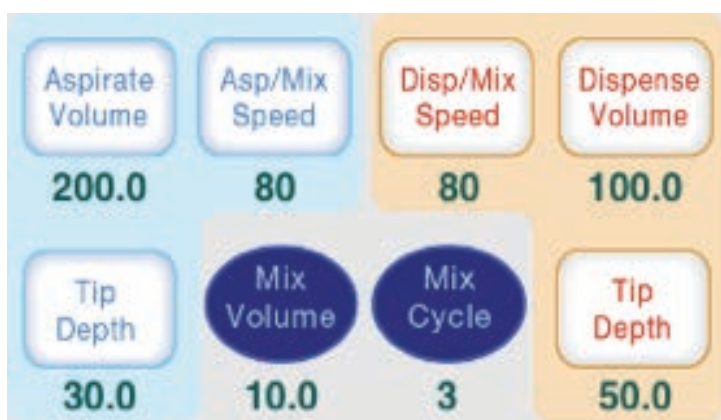 Aspirate Volume
Asp/Mix Speed
Disp/Mix Speed
Dispense Volume
200.0
80
80
100.0
Tip Depth
Mix Volume
Mix Cycle
Tip Depth
30.0
10.0
3
50.0